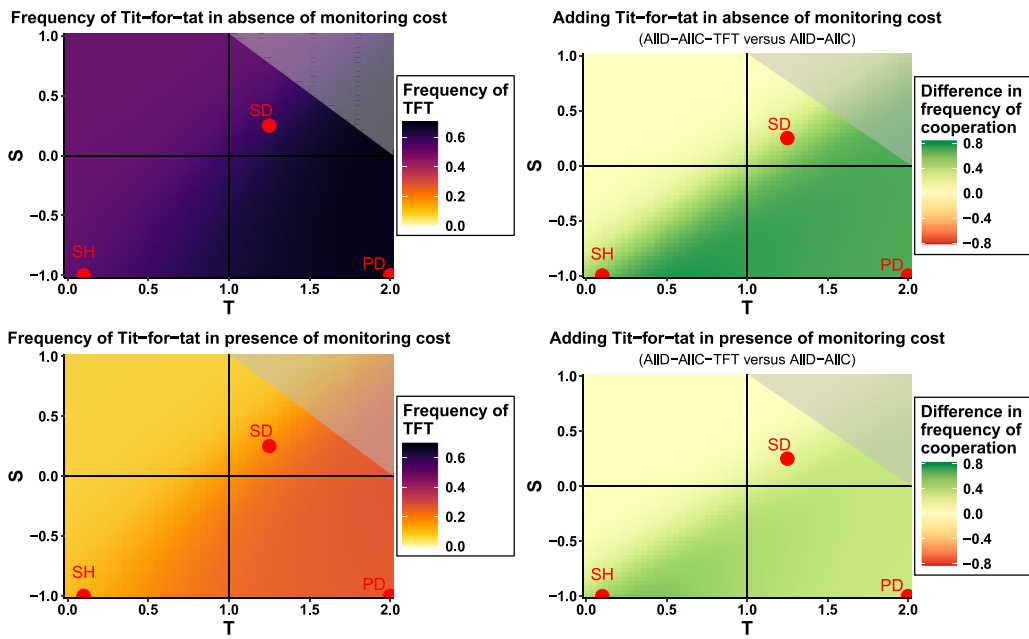 Frequency of Tit−for−tat in absence of monitoring cost
1.0
0.5
0.0
−0.5
−1.0
S
SD
SH
PD
0.0
0.5
1.0
1.5
2.0
T
Frequency of
TFT
0.6
0.4
0.2
0.0
Adding Tit−for−tat in absence of monitoring cost
(AllD−AllC−TFT versus AllD−AllC)
1.0
0.5
0.0
−0.5
−1.0
S
SD
SH
PD
0.0
0.5
1.0
1.5
2.0
T
Difference in
frequency of
cooperation
0.8
0.4
0.0
−0.4
−0.8
Frequency of Tit−for−tat in presence of monitoring cost
1.0
0.5
0.0
−0.5
−1.0
S
SD
SH
PD
0.0
0.5
1.0
1.5
2.0
T
Frequency of
TFT
0.6
0.4
0.2
0.0
Adding Tit−for−tat in presence of monitoring cost
(AllD−AllC−TFT versus AllD−AllC)
1.0
0.5
0.0
−0.5
−1.0
S
SD
SH
PD
0.0
0.5
1.0
1.5
2.0
T
Difference in
frequency of
cooperation
0.8
0.4
0.0
−0.4
−0.8